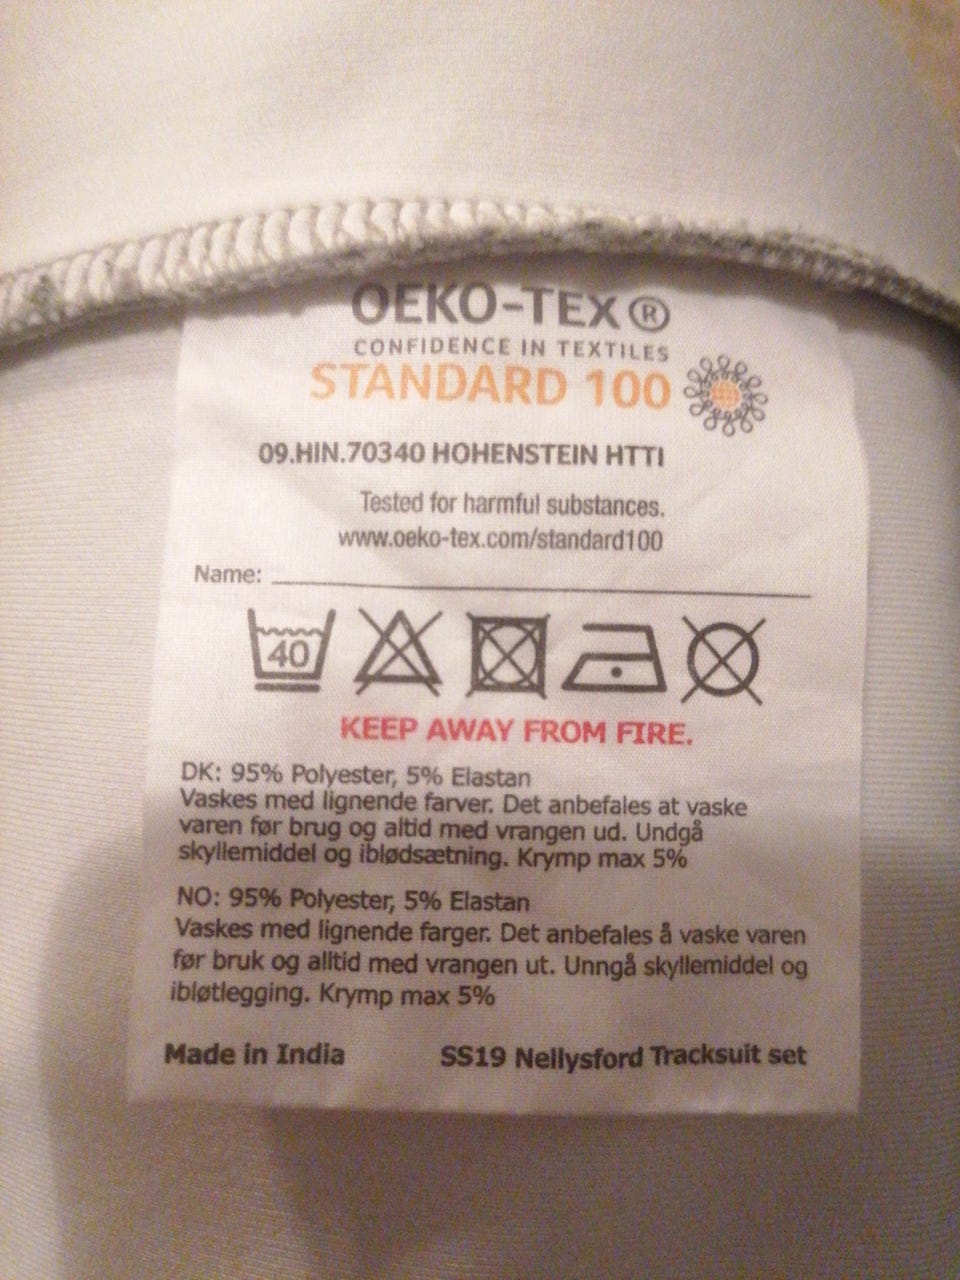 OEKO-TEX®
CONFIDENCE IN TEXTILES
STANDARD 100
09.HIN.70340 HOHENSTEIN HTTI
Tested for harmful substances.
www.oeko-tex.com/standard100
Name:
40
KEEP AWAY FROM FIRE.
DK: 95% Polyester, 5% Elastan
Vaskes med lignende farver. Det anbefales at vaske
varen før brug og altid med vrangen ud. Undgå
skyllemiddel og iblødsætning. Krymp max 5%
NO: 95% Polyester, 5% Elastan
Vaskes med lignende farger. Det anbefales å vaske varen
før bruk og alltid med vrangen ut. Unngå skyllemiddel og
ibløtlegging. Krymp max 5%
Made in India SS19 Nellysford Tracksuit set